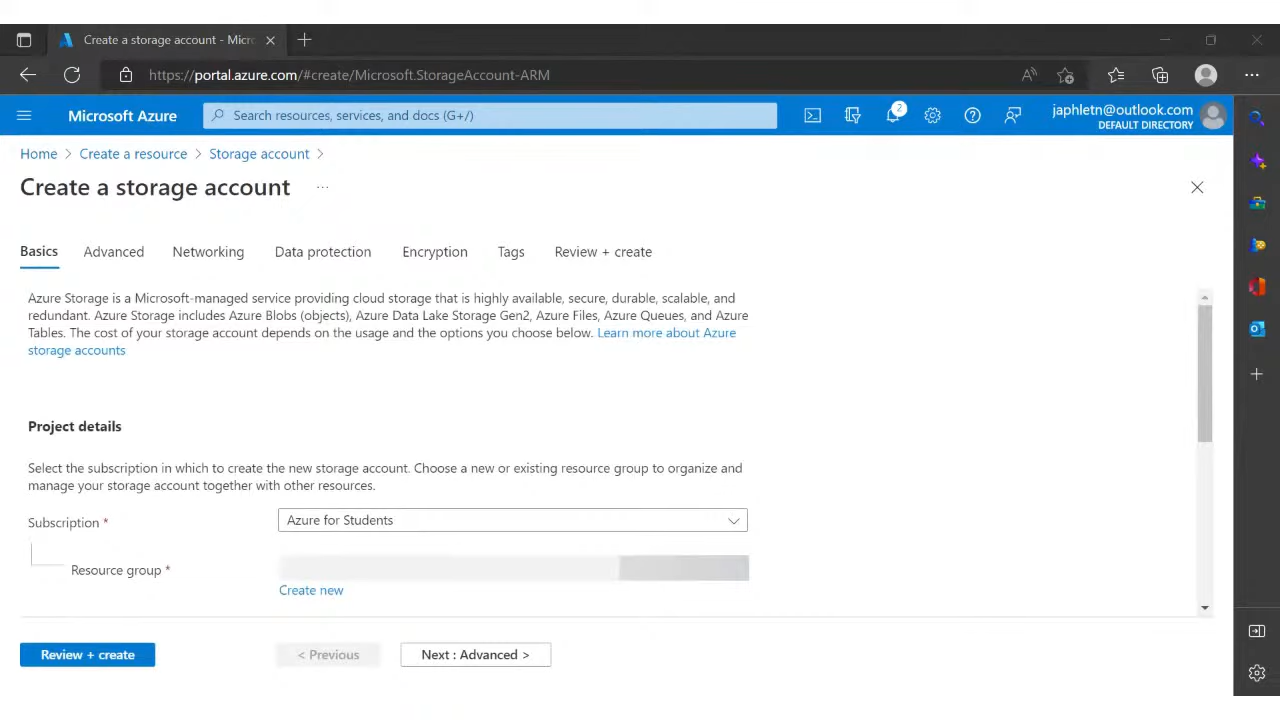 Create a storage account - Micr
https://portal.azure.com/#create/Microsoft.StorageAccount-ARM
Microsoft Azure
Search resources, services, and docs (G+/)
2
japhletn@outlook.com
DEFAULT DIRECTORY
Home > Create a resource > Storage account >
Create a storage account ...
Basics Advanced Networking Data protection Encryption Tags Review + create
Azure Storage is a Microsoft-managed service providing cloud storage that is highly available, secure, durable, scalable, and
redundant. Azure Storage includes Azure Blobs (objects), Azure Data Lake Storage Gen2, Azure Files, Azure Queues, and Azure
Tables. The cost of your storage account depends on the usage and the options you choose below. Learn more about Azure
storage accounts
Project details
Select the subscription in which to create the new storage account. Choose a new or existing resource group to organize and
manage your storage account together with other resources.
Subscription *
Azure for Students
Resource group *
Create new
Review + create
< Previous
Next : Advanced >